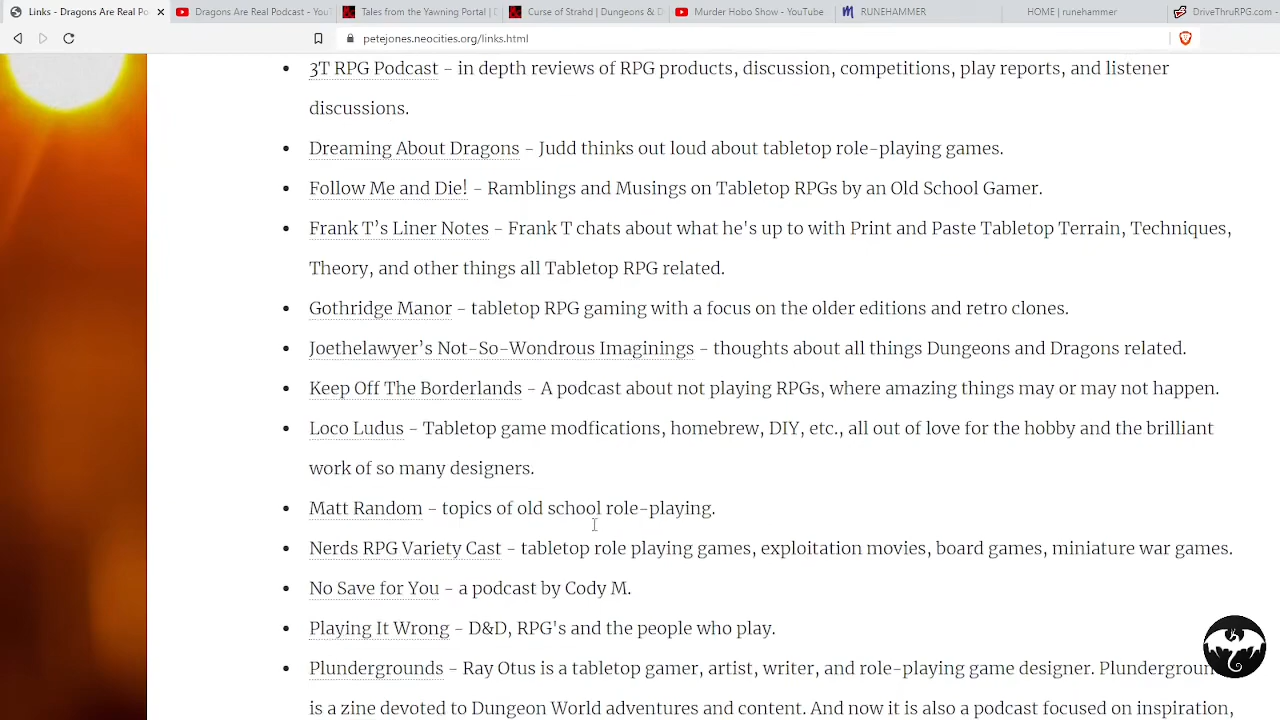 Links - Dragons Are Real Po
Dragons Are Real Podcast - YouT
Tales from the Yawning Portal | D
Curse of Strahd | Dungeons & D
Murder Hobo Show - YouTube
RUNEHAMMER
HOME | runehammer
DriveThruRPG.com -
petejones.neocities.org/links.html
3T RPG Podcast - in depth reviews of RPG products, discussion, competitions, play reports, and listener
discussions.
Dreaming About Dragons - Judd thinks out loud about tabletop role-playing games.
Follow Me and Die! - Ramblings and Musings on Tabletop RPGs by an Old School Gamer.
Frank T’s Liner Notes - Frank T chats about what he's up to with Print and Paste Tabletop Terrain, Techniques,
Theory, and other things all Tabletop RPG related.
Gothridge Manor - tabletop RPG gaming with a focus on the older editions and retro clones.
Joethelawyer’s Not-So-Wondrous Imaginings - thoughts about all things Dungeons and Dragons related.
Keep Off The Borderlands - A podcast about not playing RPGs, where amazing things may or may not happen.
Loco Ludus - Tabletop game modfications, homebrew, DIY, etc., all out of love for the hobby and the brilliant
work of so many designers.
Matt Random - topics of old school role-playing.
Nerds RPG Variety Cast - tabletop role playing games, exploitation movies, board games, miniature war games.
No Save for You - a podcast by Cody M.
Playing It Wrong - D&D, RPG's and the people who play.
Plundergrounds - Ray Otus is a tabletop gamer, artist, writer, and role-playing game designer. Plundergroun
is a zine devoted to Dungeon World adventures and content. And now it is also a podcast focused on inspiration,